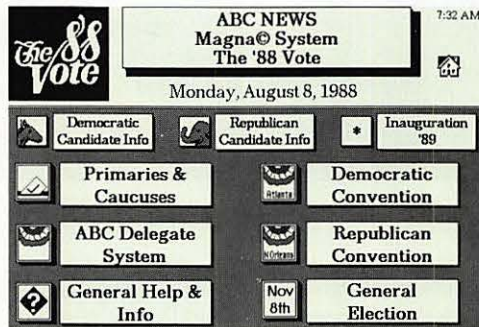 The '88 Vote
ABC NEWS
Magna© System
The '88 Vote
7:32 AM
Monday, August 8, 1988
Democratic
Candidate Info
Republican
Candidate Info
*
Inauguration
'89
Primaries &
Caucuses
Atlanta
Democratic
Convention
ABC Delegate
System
N Orleans
Republican
Convention
?
General Help &
Info
Nov
8th
General
Election